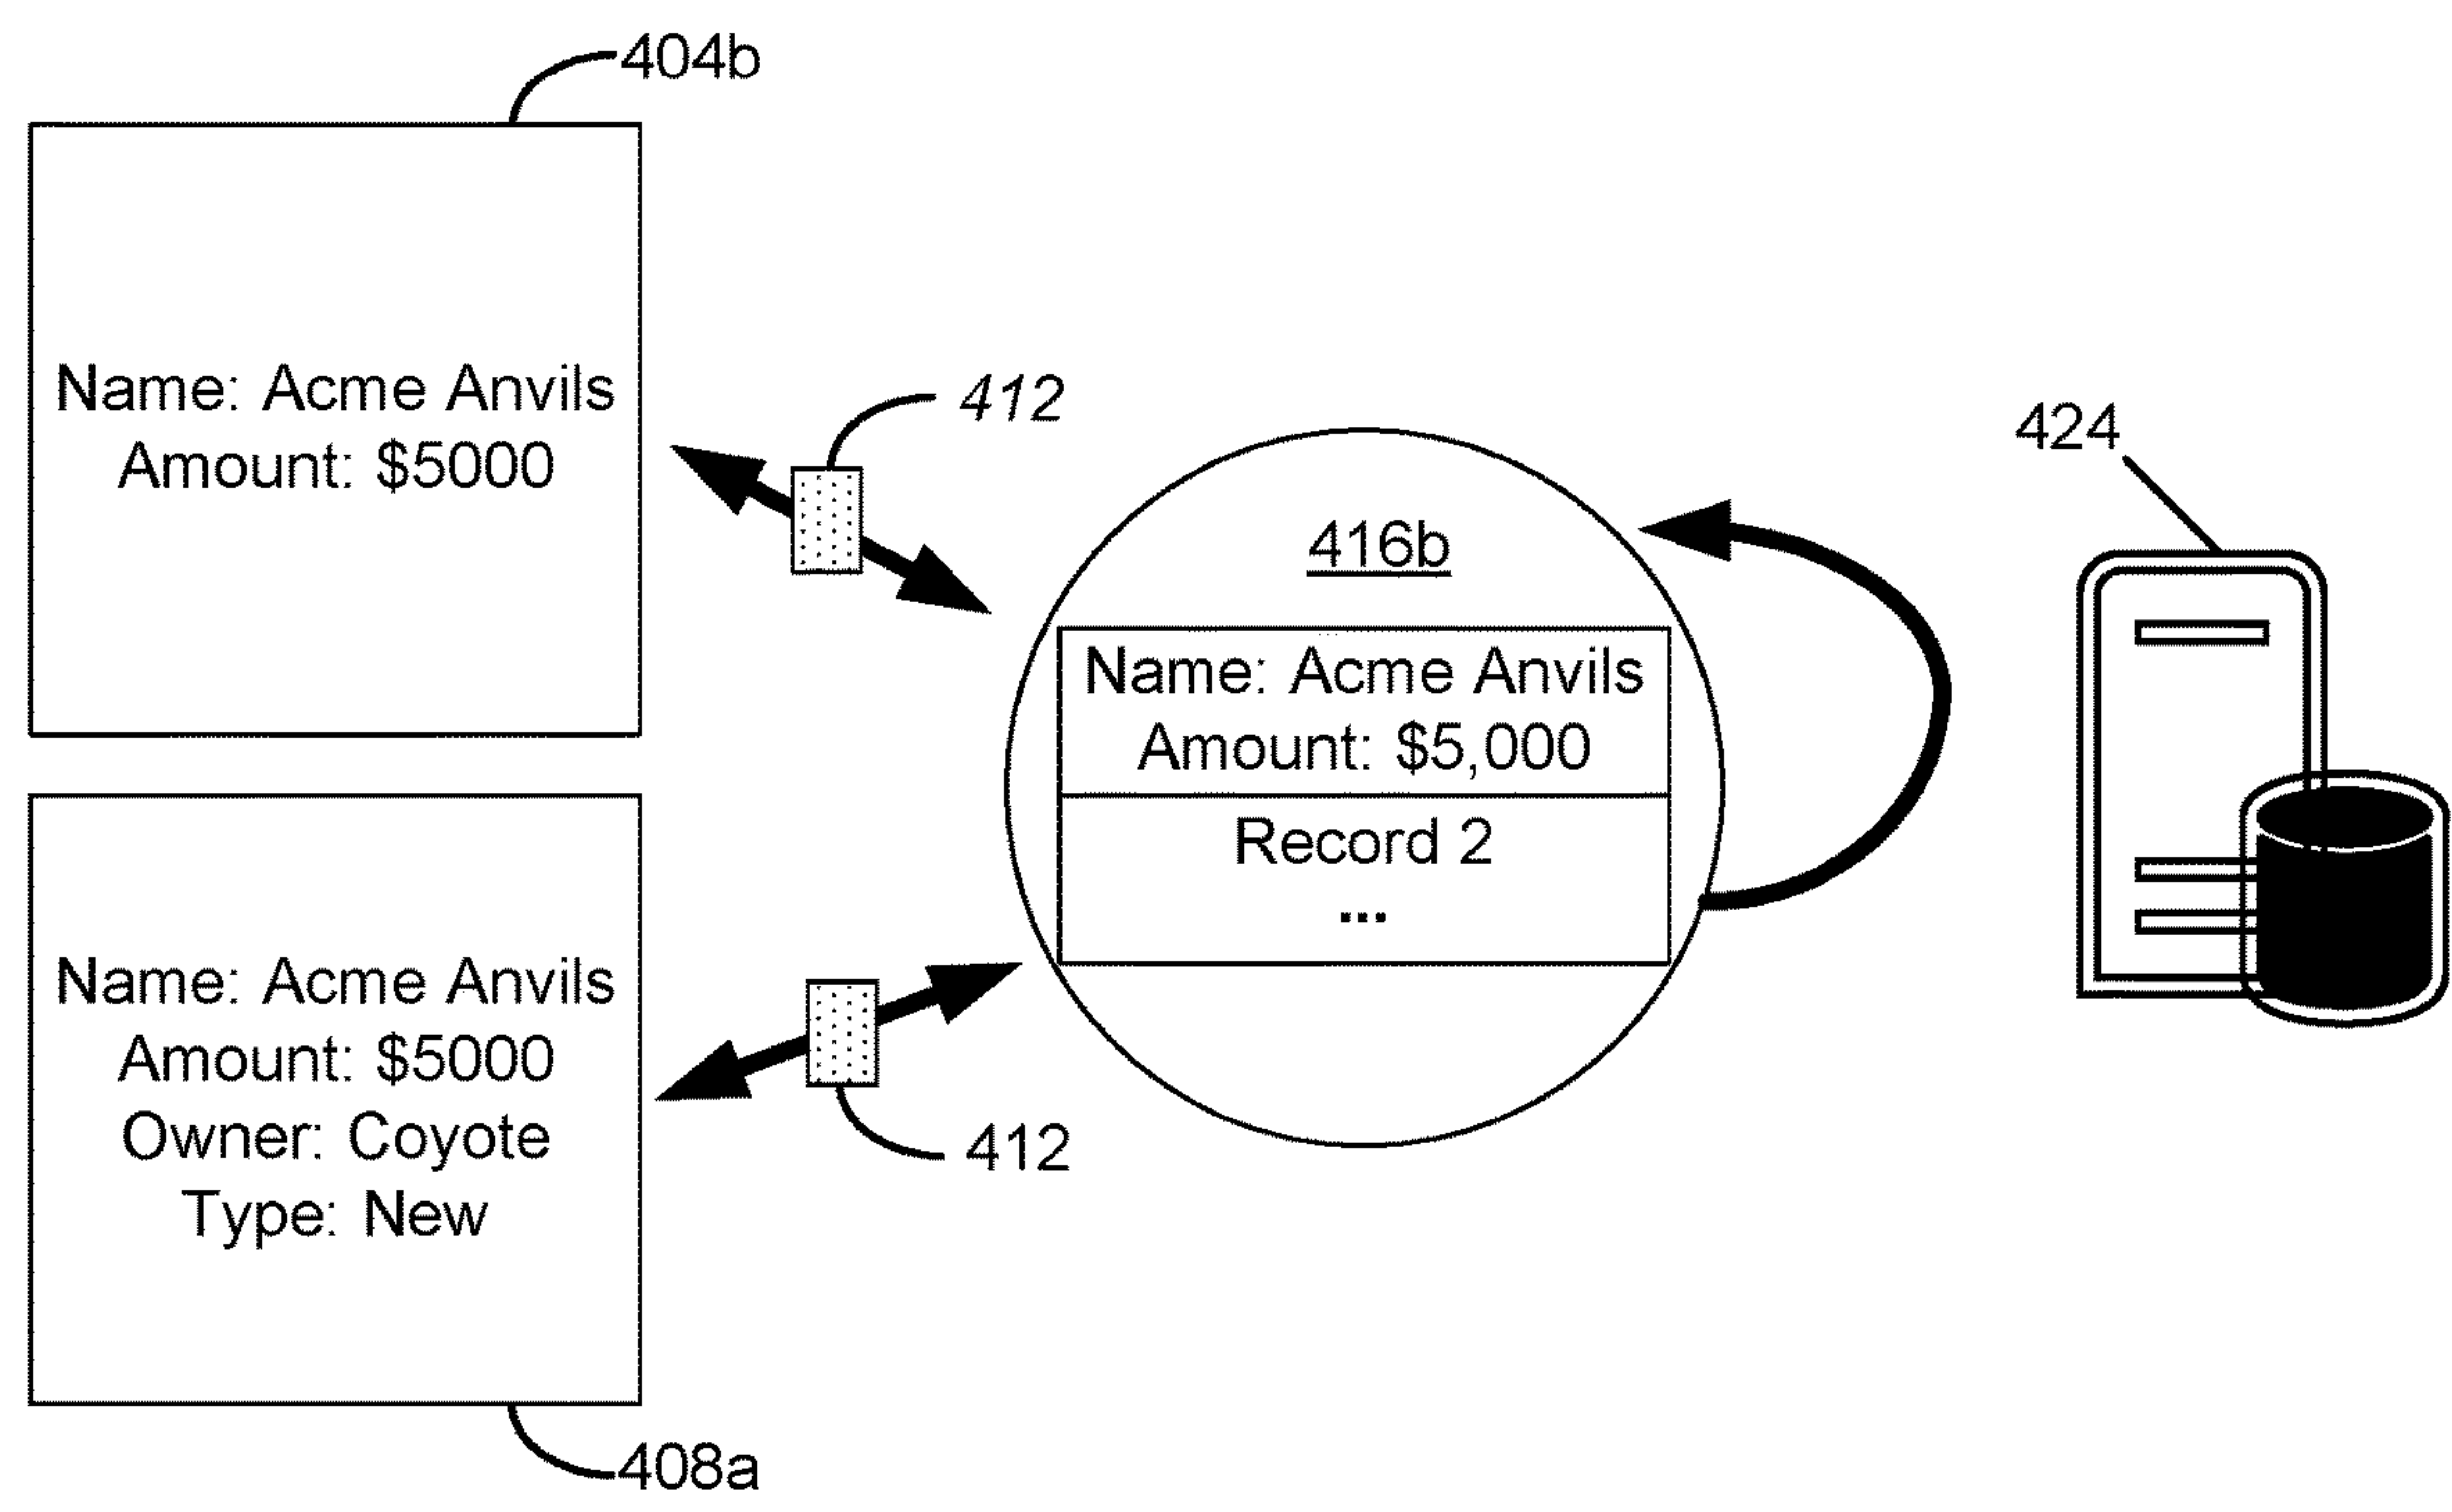 404b
Name: Acme Anvils
Amount: $5000
412
416b
Name: Acme Anvils
Amount: $5,000
Record 2
...
424
Name: Acme Anvils
Amount: $5000
Owner: Coyote
Type: New
412
408a